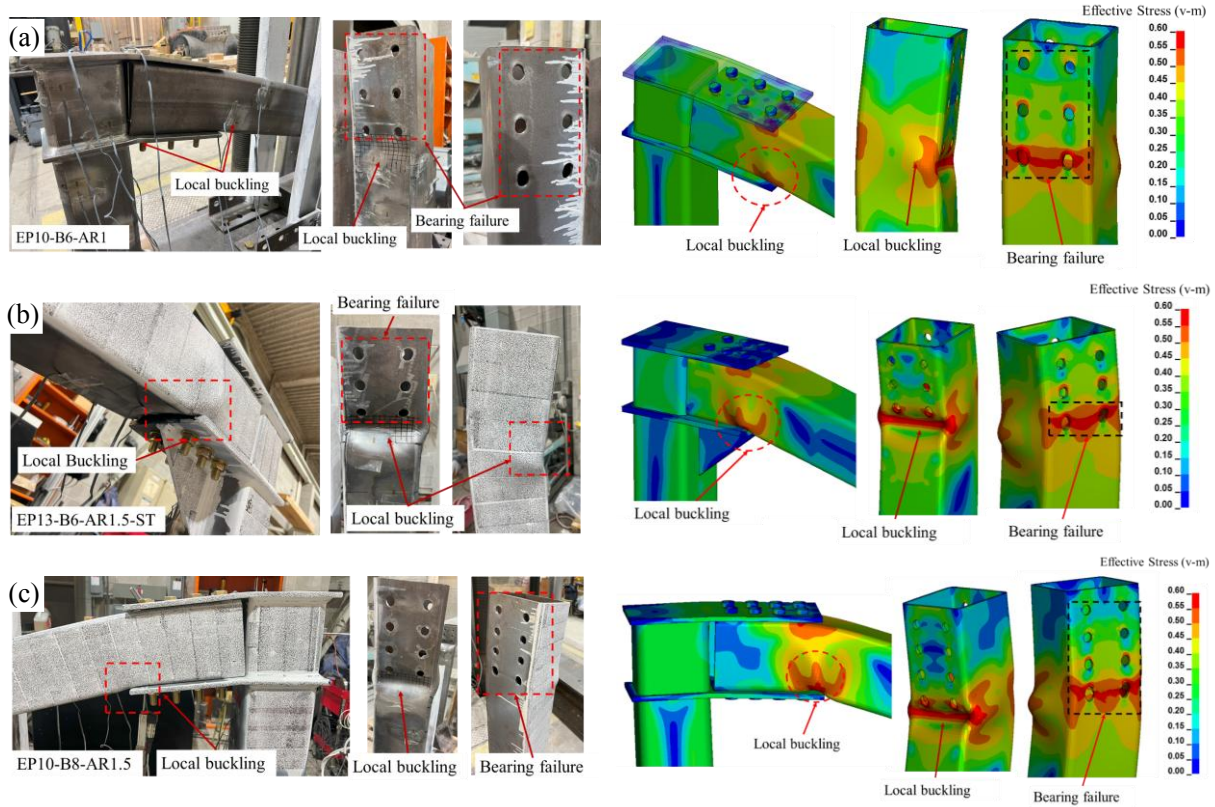 (a)
Local buckling
EP10-B6-AR1
Local buckling
Bearing failure
Local buckling
Local buckling
Bearing failure
Effective Stress (v-m)
0.60
0.55
0.50
0.45
0.40
0.35
0.30
0.25
0.20
0.15
0.10
0.05
0.00
(b)
Local Buckling
EP13-B6-AR1.5-ST
Bearing failure
Local buckling
Local buckling
Bearing failure
Effective Stress (v-m)
0.60
0.55
0.50
0.45
0.40
0.35
0.30
0.25
0.20
0.15
0.10
0.05
0.00
(c)
EP10-B8-AR1.5
Local buckling
Local buckling
Bearing failure
Local buckling
Local buckling
Bearing failure
Effective Stress (v-m)
0.60
0.55
0.50
0.45
0.40
0.35
0.30
0.25
0.20
0.15
0.10
0.05
0.00